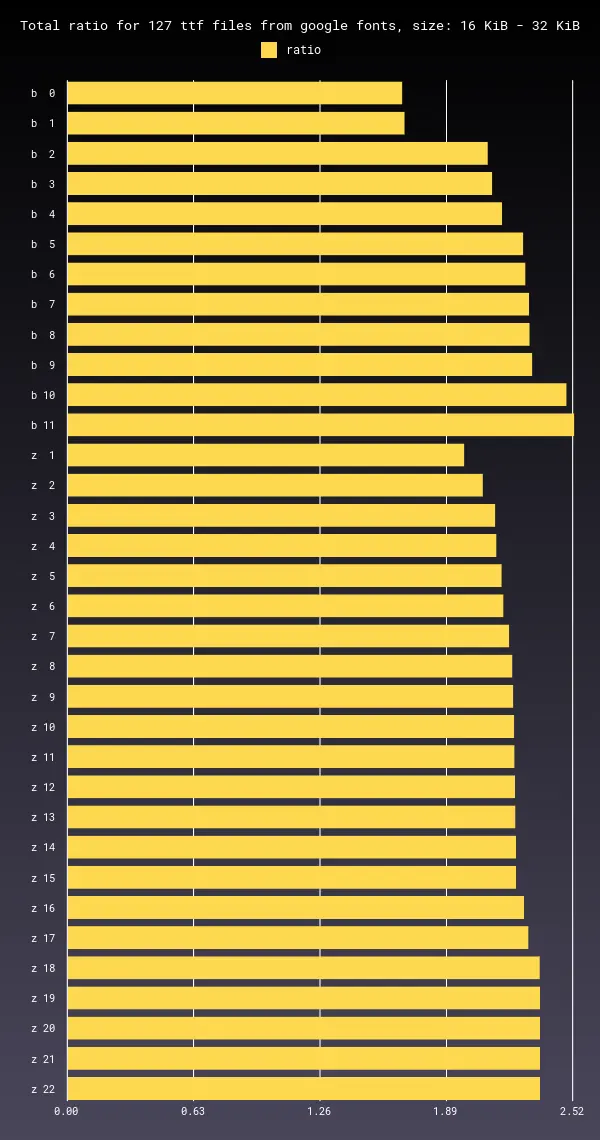 Total ratio for 127 ttf files from google fonts, size: 16 KiB - 32 KiB
ratio
b 0
b 1
b 2
b 3
b 4
b 5
b 6
b 7
b 8
b 9
b 10
b 11
z 1
z 2
z 3
z 4
z 5
z 6
z 7
z 8
z 9
z 10
z 11
z 12
z 13
z 14
z 15
z 16
z 17
z 18
z 19
z 20
z 21
z 22
0.00 0.63 1.26 1.89 2.52